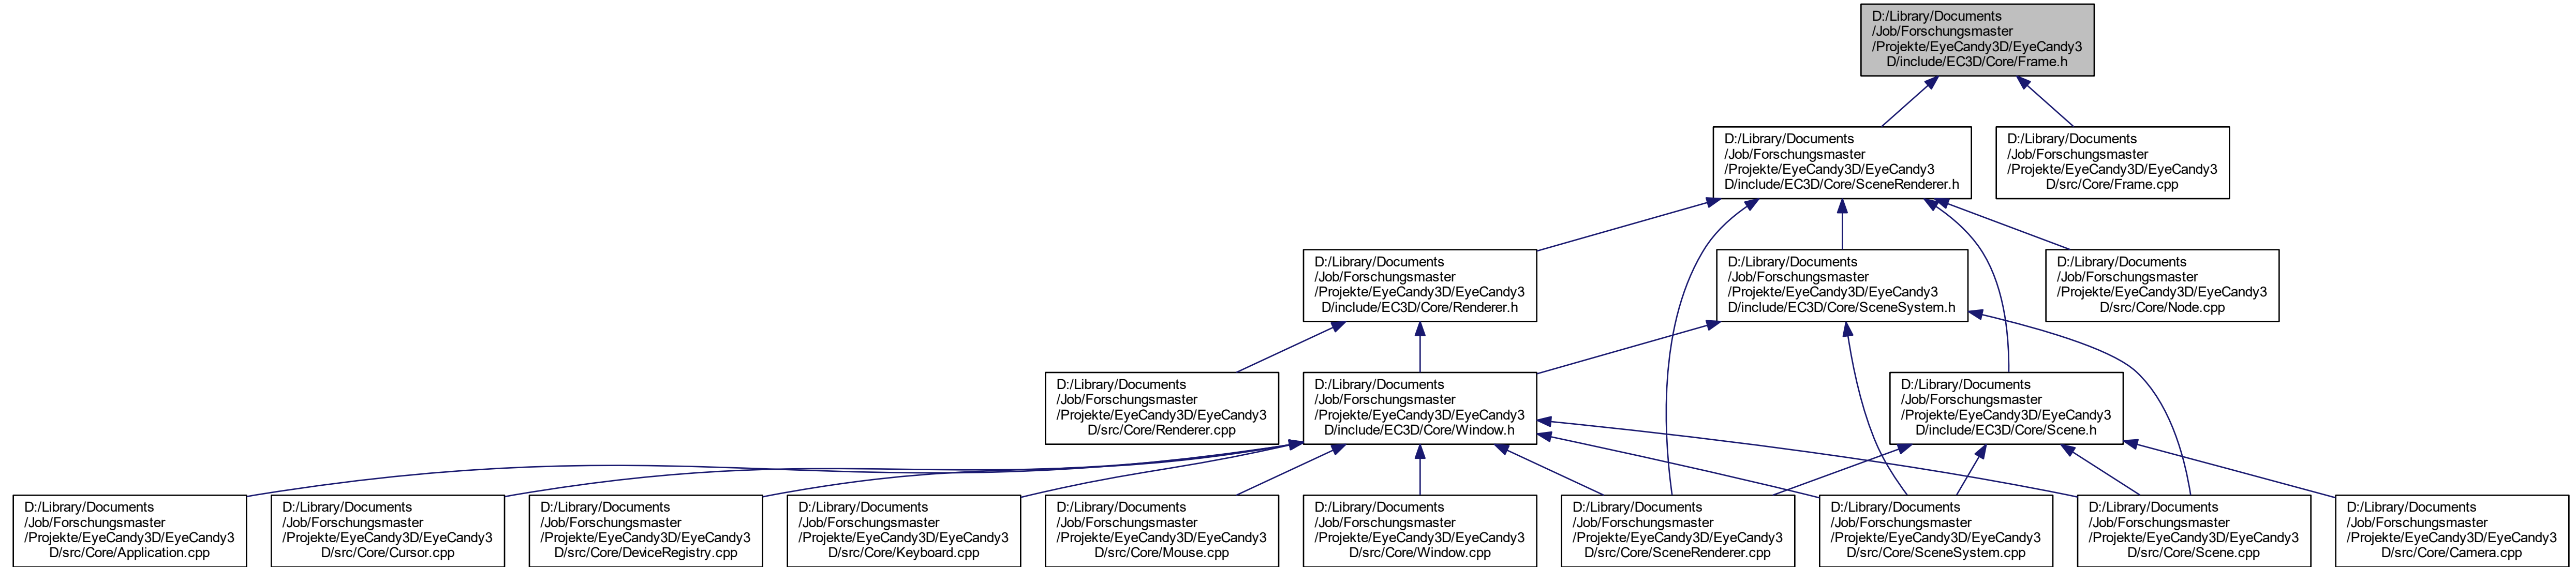 D:/Library/Documents
/Job/Forschungsmaster
/Projekte/EyeCandy3D/EyeCandy3
D/include/EC3D/Core/Frame.h
D:/Library/Documents
/Job/Forschungsmaster
/Projekte/EyeCandy3D/EyeCandy3
D/include/EC3D/Core/SceneRenderer.h
D:/Library/Documents
/Job/Forschungsmaster
/Projekte/EyeCandy3D/EyeCandy3
D/src/Core/Frame.cpp
D:/Library/Documents
/Job/Forschungsmaster
/Projekte/EyeCandy3D/EyeCandy3
D/include/EC3D/Core/Renderer.h
D:/Library/Documents
/Job/Forschungsmaster
/Projekte/EyeCandy3D/EyeCandy3
D/include/EC3D/Core/SceneSystem.h
D:/Library/Documents
/Job/Forschungsmaster
/Projekte/EyeCandy3D/EyeCandy3
D/src/Core/Node.cpp
D:/Library/Documents
/Job/Forschungsmaster
/Projekte/EyeCandy3D/EyeCandy3
D/src/Core/Renderer.cpp
D:/Library/Documents
/Job/Forschungsmaster
/Projekte/EyeCandy3D/EyeCandy3
D/include/EC3D/Core/Window.h
D:/Library/Documents
/Job/Forschungsmaster
/Projekte/EyeCandy3D/EyeCandy3
D/include/EC3D/Core/Scene.h
D:/Library/Documents
/Job/Forschungsmaster
/Projekte/EyeCandy3D/EyeCandy3
D/src/Core/Application.cpp
D:/Library/Documents
/Job/Forschungsmaster
/Projekte/EyeCandy3D/EyeCandy3
D/src/Core/Cursor.cpp
D:/Library/Documents
/Job/Forschungsmaster
/Projekte/EyeCandy3D/EyeCandy3
D/src/Core/DeviceRegistry.cpp
D:/Library/Documents
/Job/Forschungsmaster
/Projekte/EyeCandy3D/EyeCandy3
D/src/Core/Keyboard.cpp
D:/Library/Documents
/Job/Forschungsmaster
/Projekte/EyeCandy3D/EyeCandy3
D/src/Core/Mouse.cpp
D:/Library/Documents
/Job/Forschungsmaster
/Projekte/EyeCandy3D/EyeCandy3
D/src/Core/Window.cpp
D:/Library/Documents
/Job/Forschungsmaster
/Projekte/EyeCandy3D/EyeCandy3
D/src/Core/SceneRenderer.cpp
D:/Library/Documents
/Job/Forschungsmaster
/Projekte/EyeCandy3D/EyeCandy3
D/src/Core/SceneSystem.cpp
D:/Library/Documents
/Job/Forschungsmaster
/Projekte/EyeCandy3D/EyeCandy3
D/src/Core/Scene.cpp
D:/Library/Documents
/Job/Forschungsmaster
/Projekte/EyeCandy3D/EyeCandy3
D/src/Core/Camera.cpp